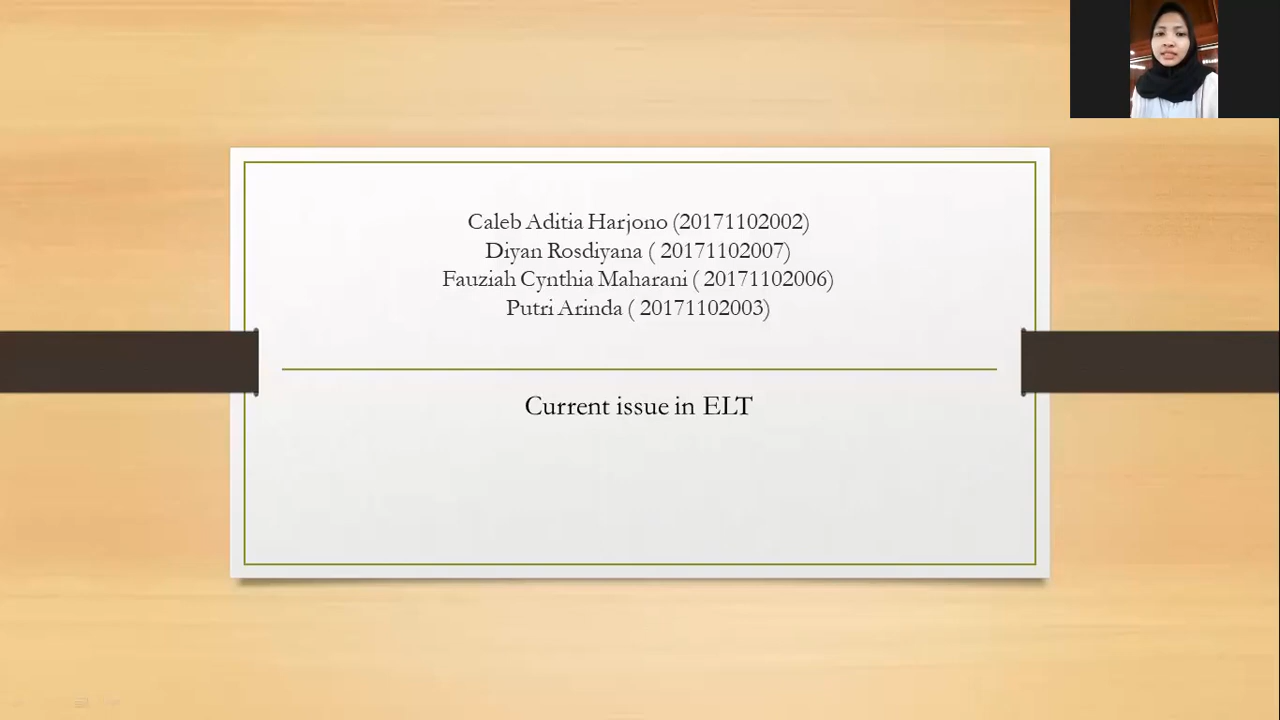 Caleb Aditia Harjono (20171102002)
Diyan Rosdiyana ( 20171102007)
Fauziah Cynthia Maharani ( 20171102006)
Putri Arinda ( 20171102003)
Current issue in ELT